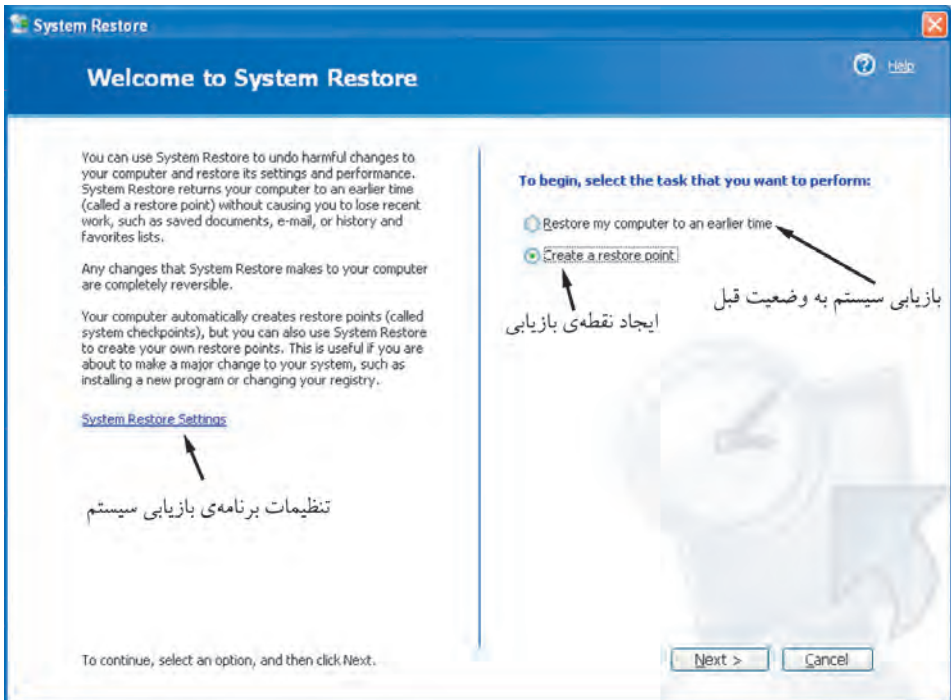 System Restore
Welcome to System Restore
Help
You can use System Restore to undo harmful changes to
your computer and restore its settings and performance.
System Restore returns your computer to an earlier time
(called a restore point) without causing you to lose recent
work, such as saved documents, e-mail, or history and
favorites lists.
Any changes that System Restore makes to your computer
are completely reversible.
Your computer automatically creates restore points (called
system checkpoints), but you can also use System Restore
to create your own restore points. This is useful if you are
about to make a major change to your system, such as
installing a new program or changing your registry.
System Restore Settings
تنظیمات برنامه‌ی بازیابی سیستم
To begin, select the task that you want to perform:
Restore my computer to an earlier time
Create a restore point
بازیابی سیستم به وضعیت قبل
ایجاد نقطه‌ی بازیابی
To continue, select an option, and then click Next.
Next >
Cancel